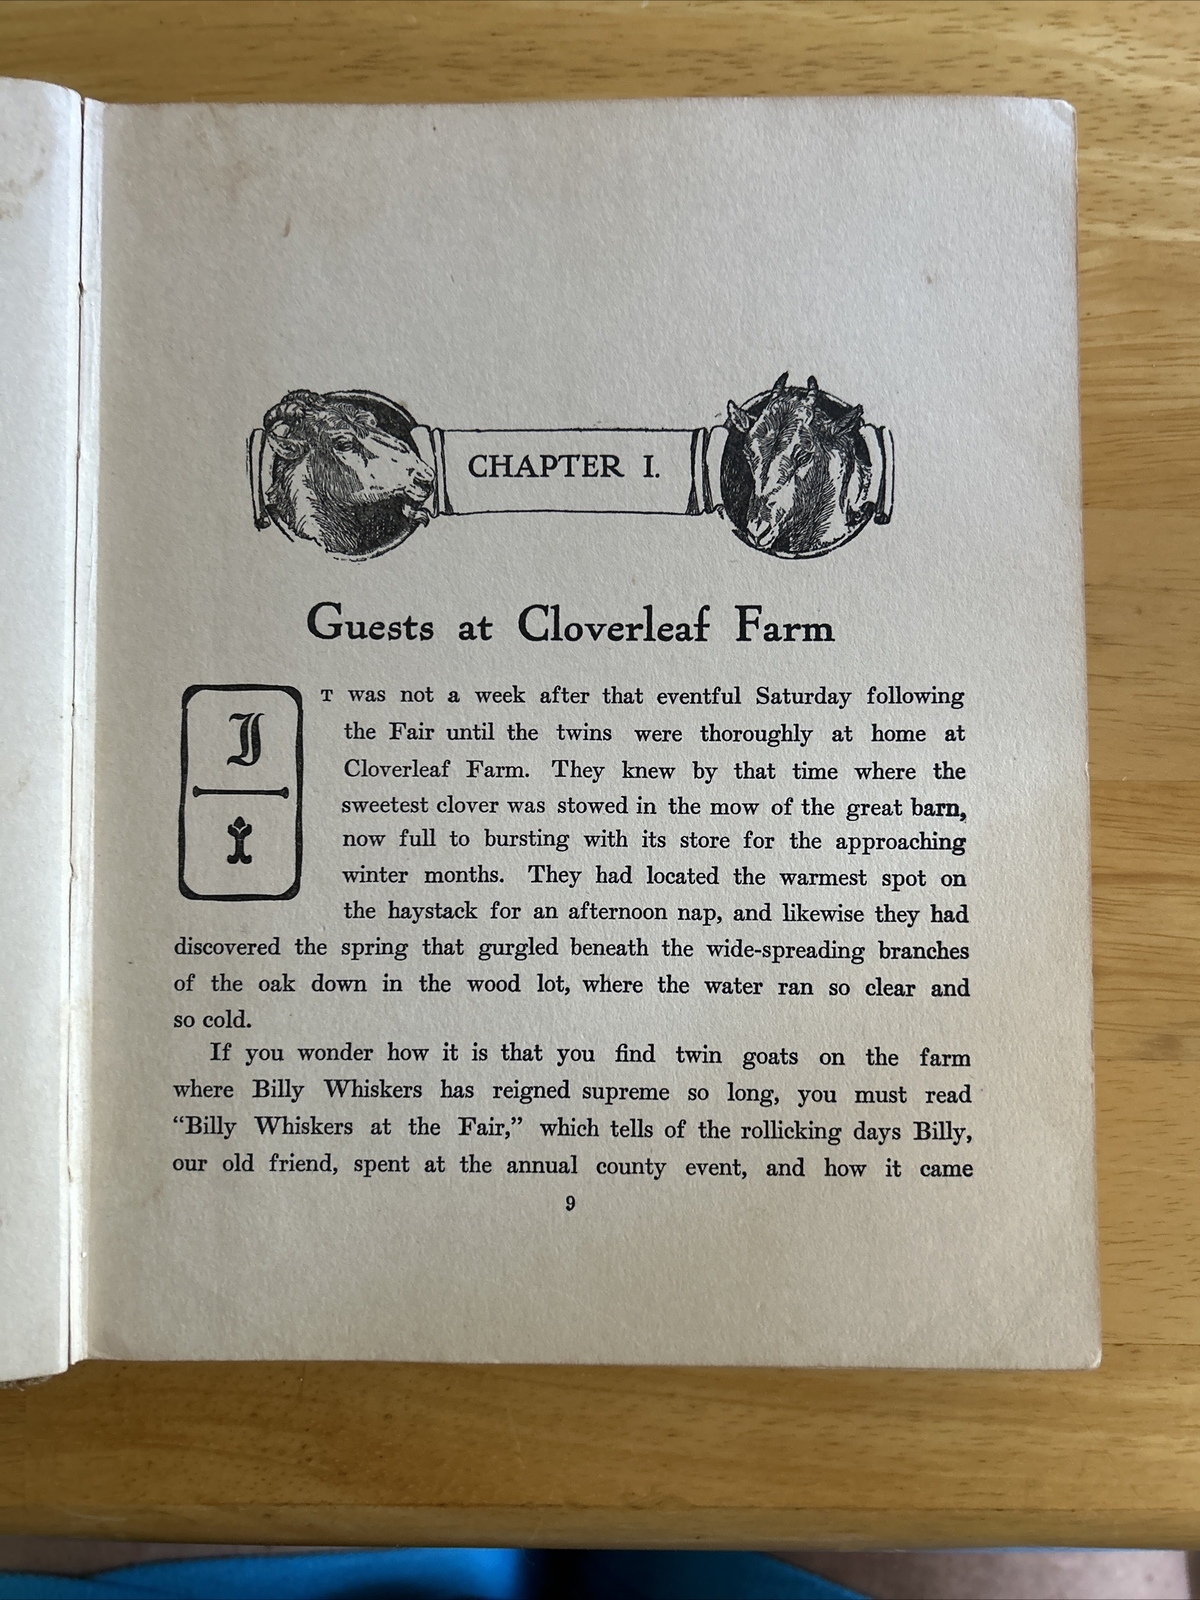 CHAPTER I.
Guests at Cloverleaf Farm
IT was not a week after that eventful Saturday following
the Fair until the twins were thoroughly at home at
Cloverleaf Farm. They knew by that time where the
sweetest clover was stowed in the mow of the great barn,
now full to bursting with its store for the approaching
winter months. They had located the warmest spot on
the haystack for an afternoon nap, and likewise they had
discovered the spring that gurgled beneath the wide-spreading branches
of the oak down in the wood lot, where the water ran so clear and
so cold.
If you wonder how it is that you find twin goats on the farm
where Billy Whiskers has reigned supreme so long, you must read
“Billy Whiskers at the Fair,” which tells of the rollicking days Billy,
our old friend, spent at the annual county event, and how it came
9